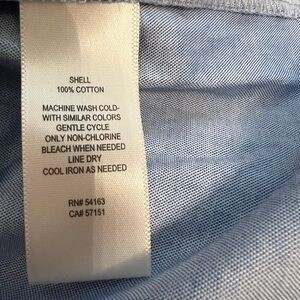 SHELL
100% COTTON
MACHINE WASH COLD-
WITH SIMILAR COLORS
GENTLE CYCLE
ONLY NON-CHLORINE
BLEACH WHEN NEEDED
LINE DRY
COOL IRON AS NEEDED
RN# 54163
CA# 57151